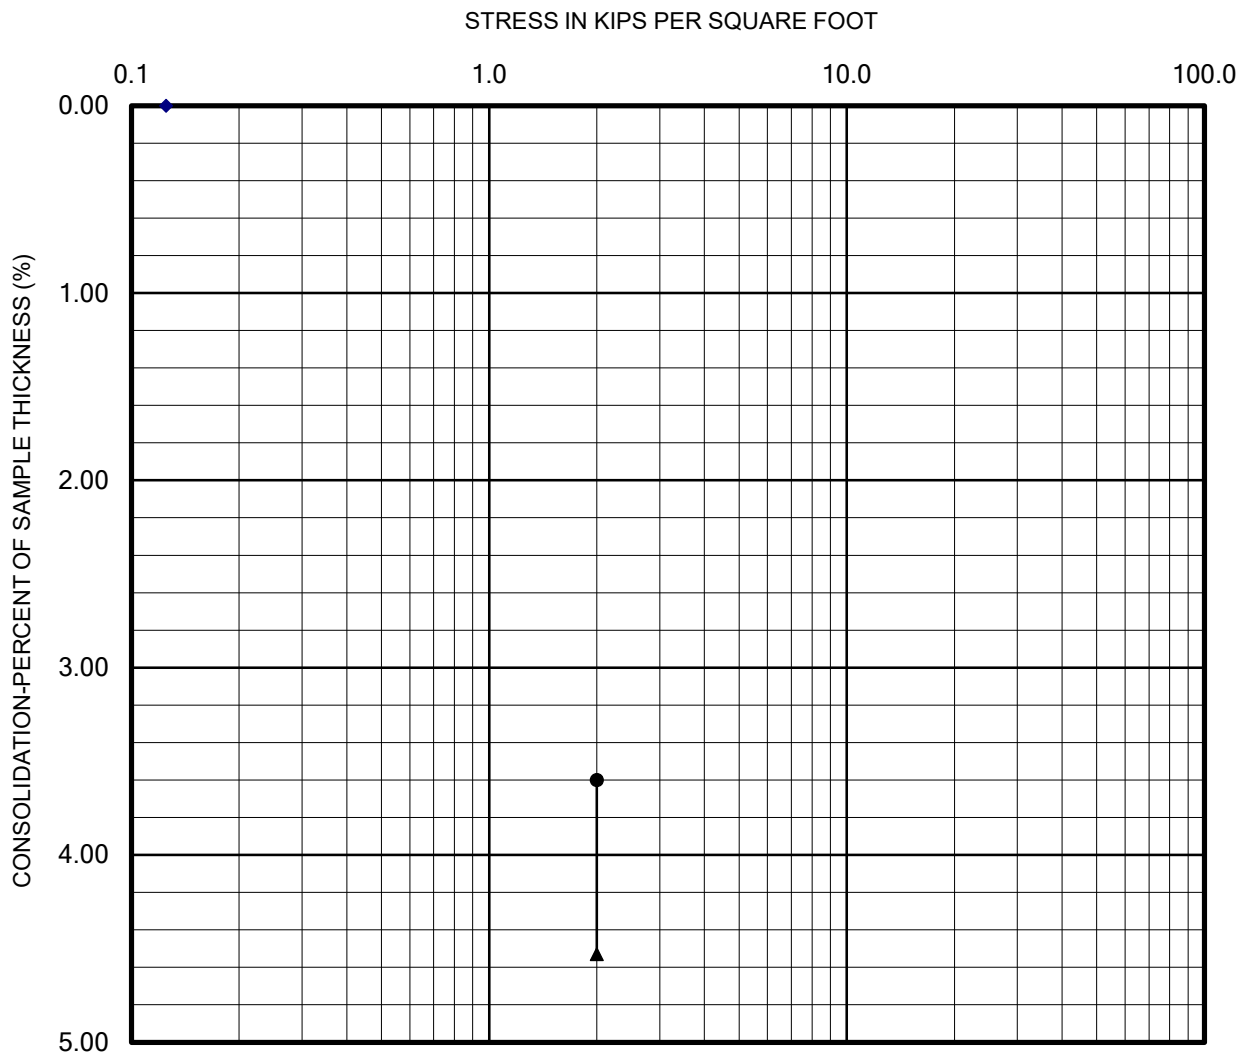 STRESS IN KIPS PER SQUARE FOOT
0.1 1.0 10.0 100.0
0.00
1.00
2.00
3.00
4.00
5.00
CONSOLIDATION-PERCENT OF SAMPLE THICKNESS (%)